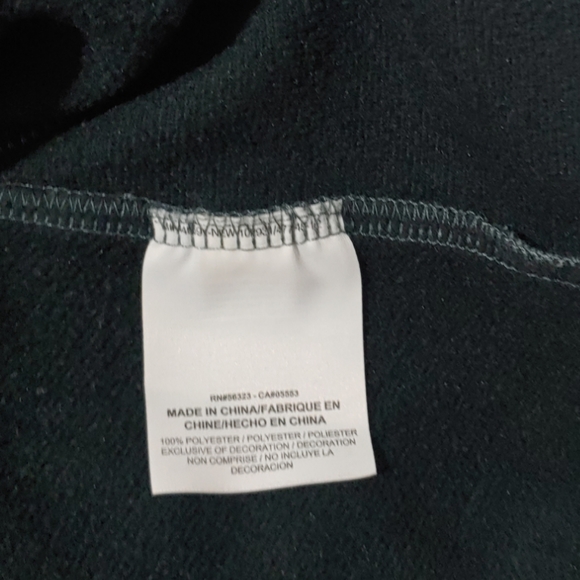 RN#56323 - CA#05553
MADE IN CHINA/FABRIQUE EN
CHINE/HECHO EN CHINA
100% POLYESTER / POLYESTER / POLIESTER
EXCLUSIVE OF DECORATION / DECORATION
NON COMPRISE / NO INCLUYE LA
DECORACION